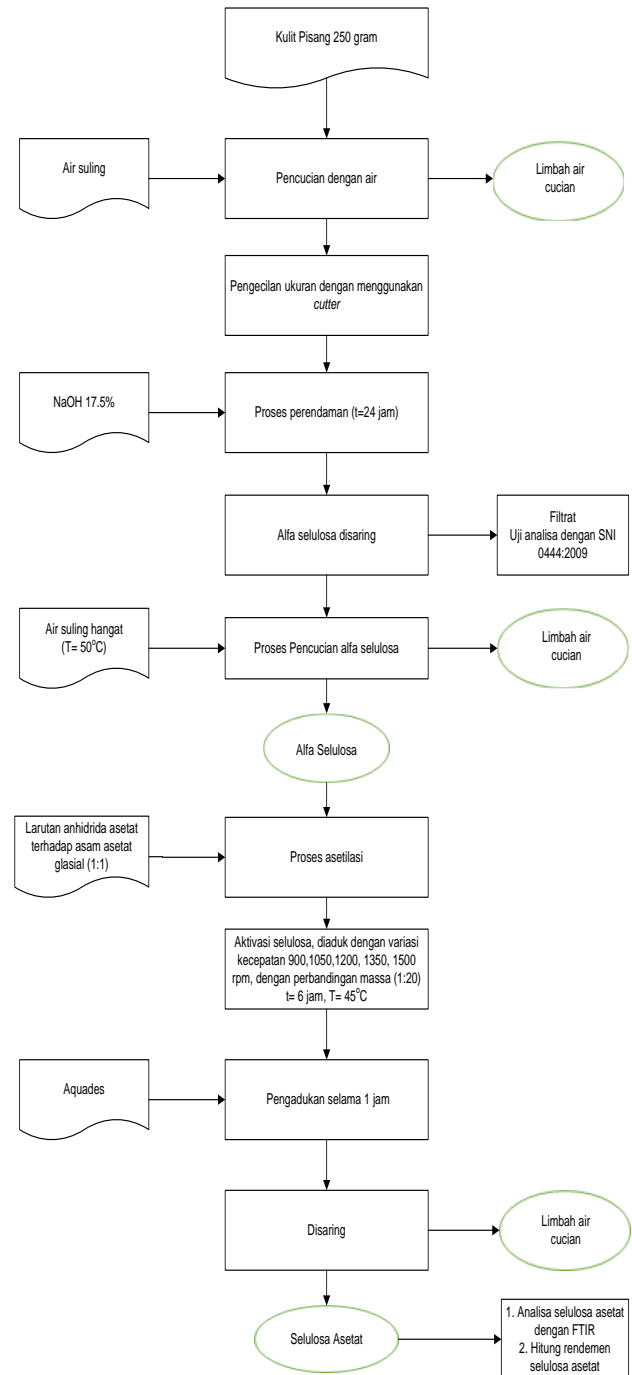 Kulit Pisang 250 gram
Air suling
Pencucian dengan air
Limbah air
cucian
Pengecilan ukuran dengan menggunakan
cutter
NaOH 17.5%
Proses perendaman (t=24 jam)
Alfa selulosa disaring
Filtrat
Uji analisa dengan SNI
0444:2009
Air suling hangat
(T= 50°C)
Proses Pencucian alfa selulosa
Limbah air
cucian
Alfa Selulosa
Larutan anhidrida asetat
terhadap asam asetat
glasial (1:1)
Proses asetilasi
Aktivasi selulosa, diaduk dengan variasi
kecepatan 900,1050,1200, 1350, 1500
rpm, dengan perbandingan massa (1:20)
t= 6 jam, T= 45°C
Aquades
Pengadukan selama 1 jam
Disaring
Limbah air
cucian
Selulosa Asetat
1. Analisa selulosa asetat
dengan FTIR
2. Hitung rendemen
selulosa asetat